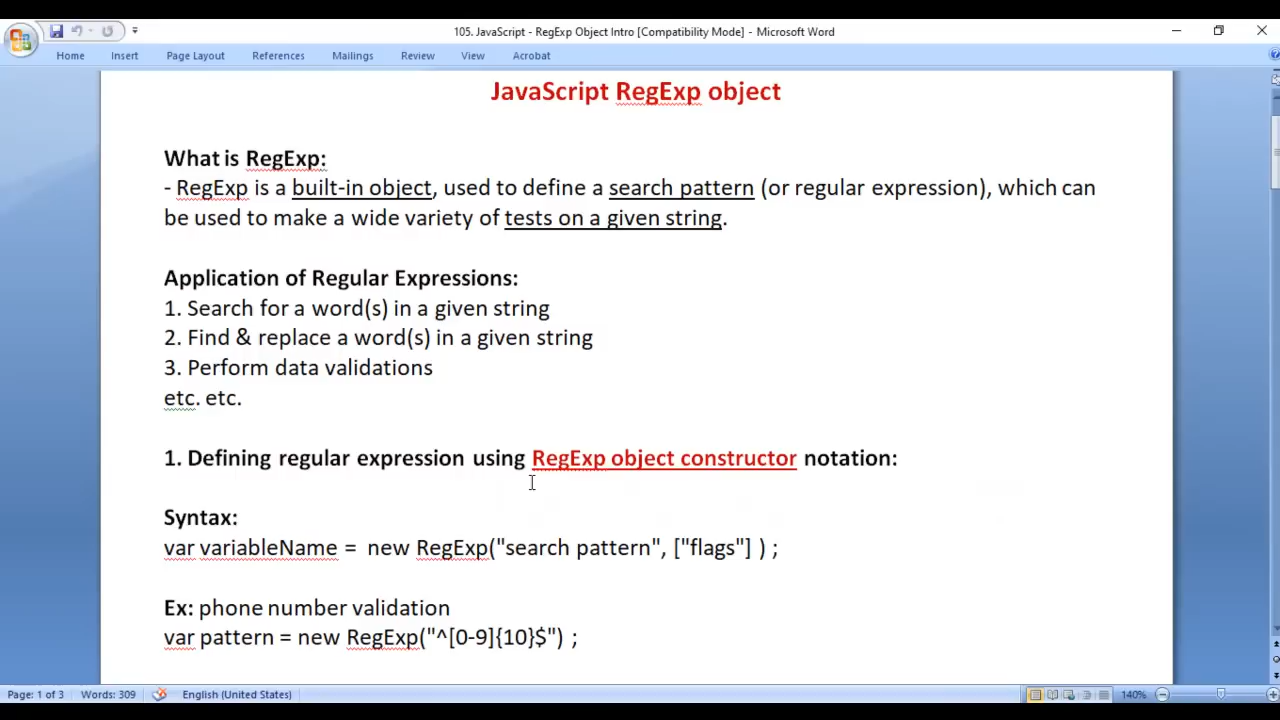 105. JavaScript - RegExp Object Intro [Compatibility Mode] - Microsoft Word
Home Insert Page Layout References Mailings Review View Acrobat
JavaScript RegExp object
What is RegExp:
- RegExp is a built-in object, used to define a search pattern (or regular expression), which can
be used to make a wide variety of tests on a given string.
Application of Regular Expressions:
1. Search for a word(s) in a given string
2. Find & replace a word(s) in a given string
3. Perform data validations
etc. etc.
1. Defining regular expression using RegExp object constructor notation:
Syntax:
var variableName = new RegExp("search pattern", ["flags"] ) ;
Ex: phone number validation
var pattern = new RegExp("^[0-9]{10}$") ;
Page: 1 of 3 Words: 309 English (United States) 140%